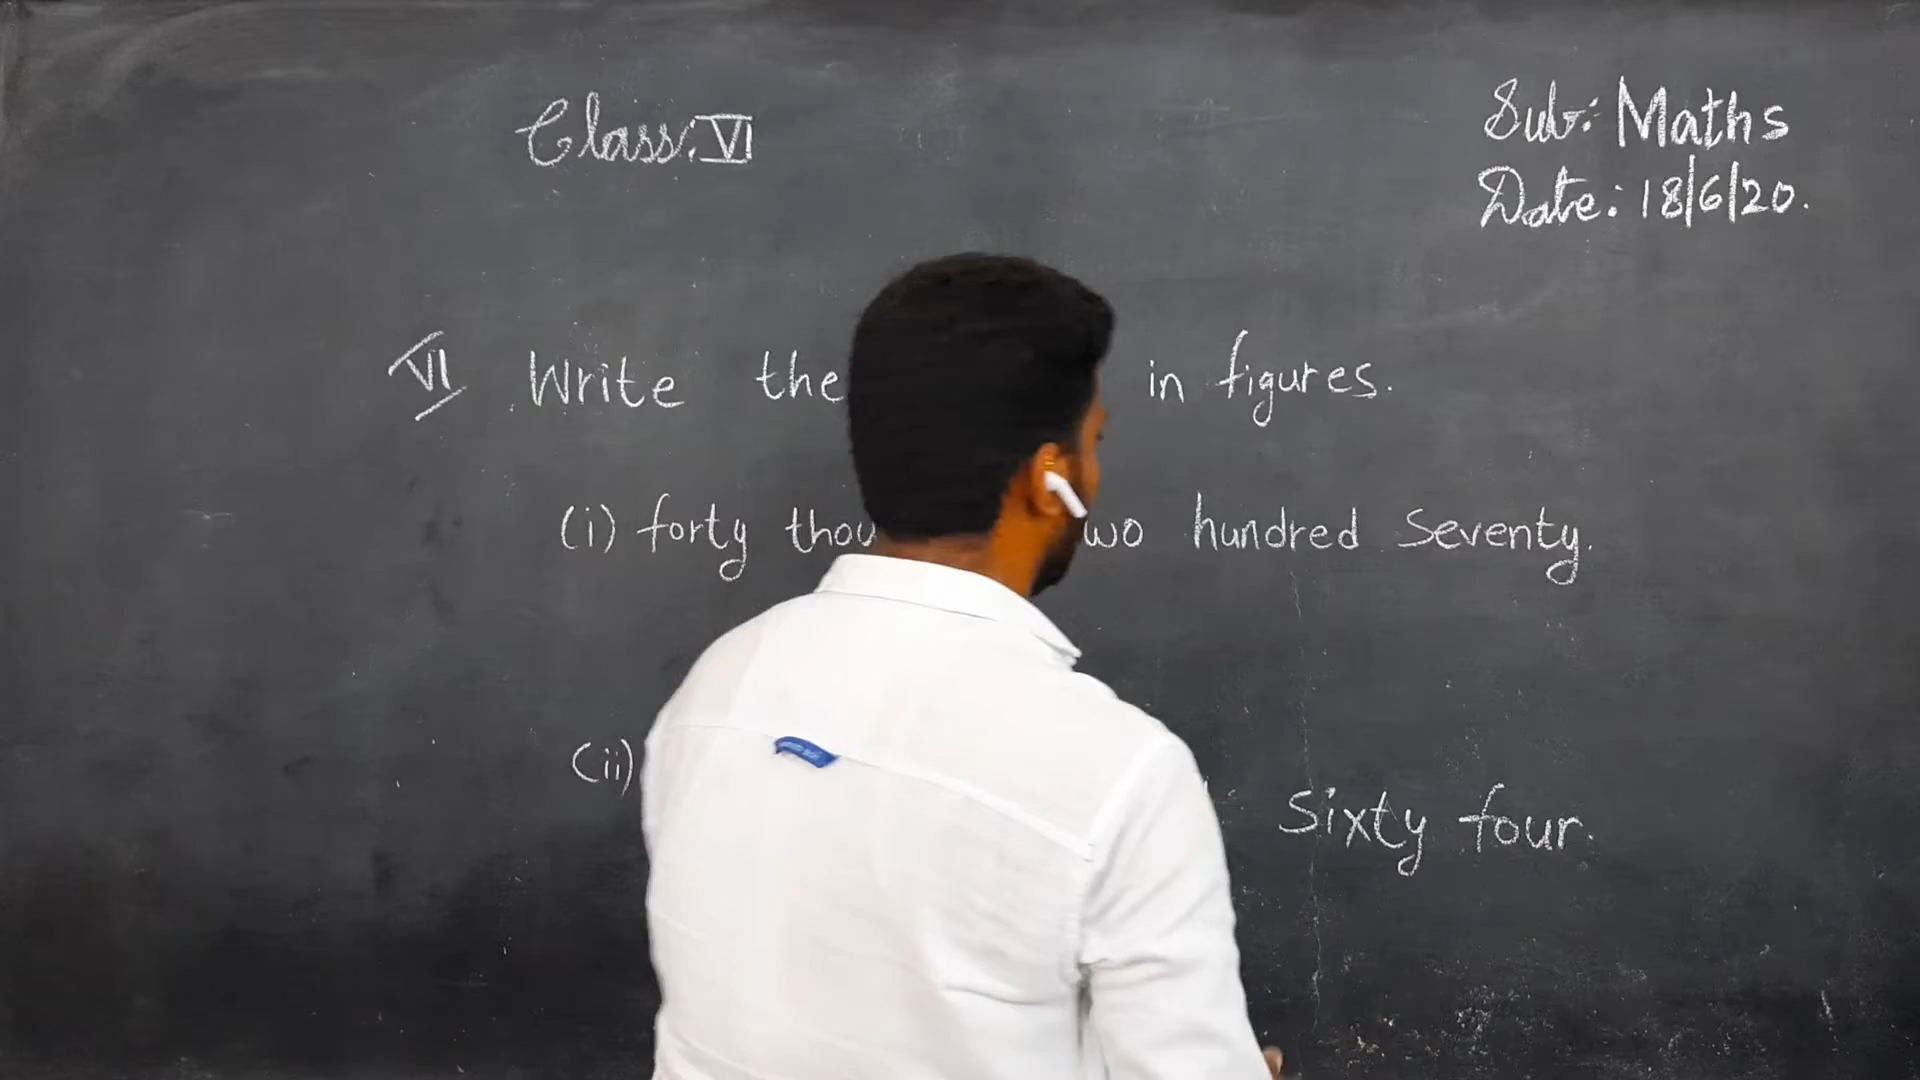 Class: VI
Sub: Maths
Date: 18/6/20.
VI Write the in figures.
(i) forty thou wo hundred Seventy.
(ii) Sixty four.